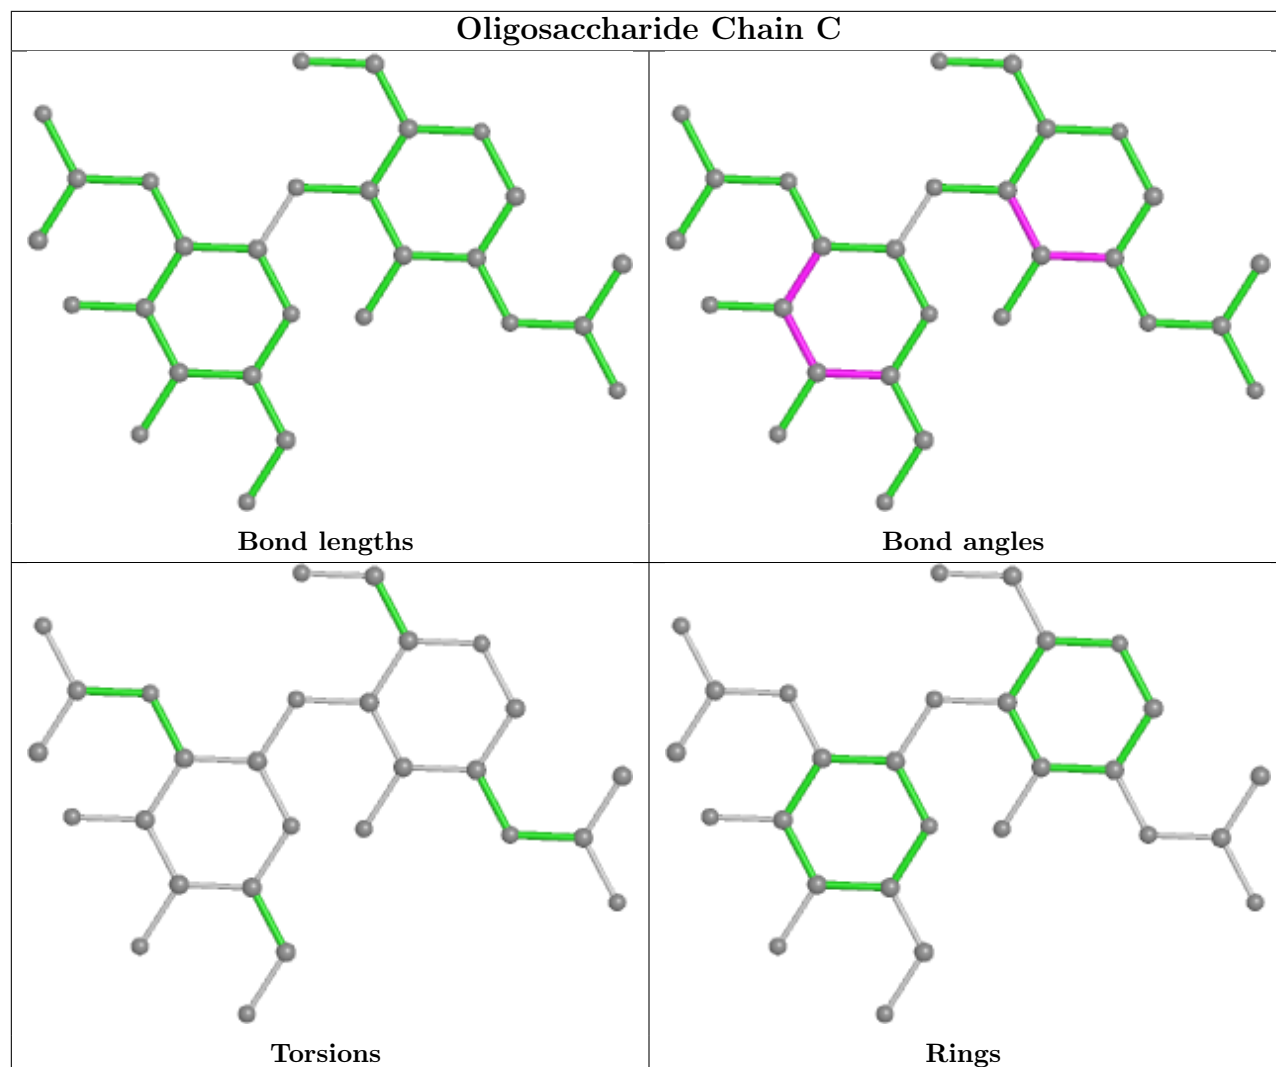 Oligosaccharide Chain C
Bond lengths
Bond angles
Torsions
Rings